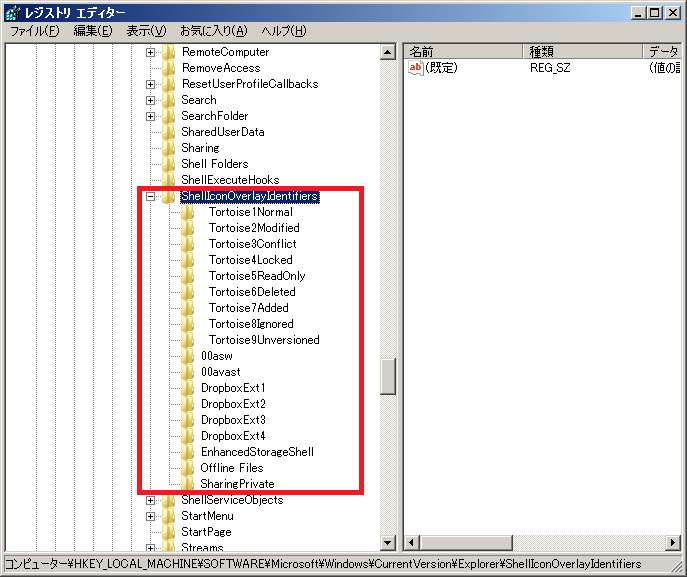 レジストリ エディター
ファイル(F) 編集(E) 表示(V) お気に入り(A) ヘルプ(H)
RemoteComputer
RemoveAccess
ResetUserProfileCallbacks
Search
SearchFolder
SharedUserData
Sharing
Shell Folders
ShellExecuteHooks
ShellIconOverlayIdentifiers
Tortoise1Normal
Tortoise2Modified
Tortoise3Conflict
Tortoise4Locked
Tortoise5ReadOnly
Tortoise6Deleted
Tortoise7Added
Tortoise8Ignored
Tortoise9Unversioned
00asw
00avast
DropboxExt1
DropboxExt2
DropboxExt3
DropboxExt4
EnhancedStorageShell
Offline Files
SharingPrivate
ShellServiceObjects
StartMenu
StartPage
Streams
名前 種類 データ
ab (既定) REG_SZ (値の
コンピューター¥HKEY_LOCAL_MACHINE¥SOFTWARE¥Microsoft¥Windows¥CurrentVersion¥Explorer¥ShellIconOverlayIdentifiers